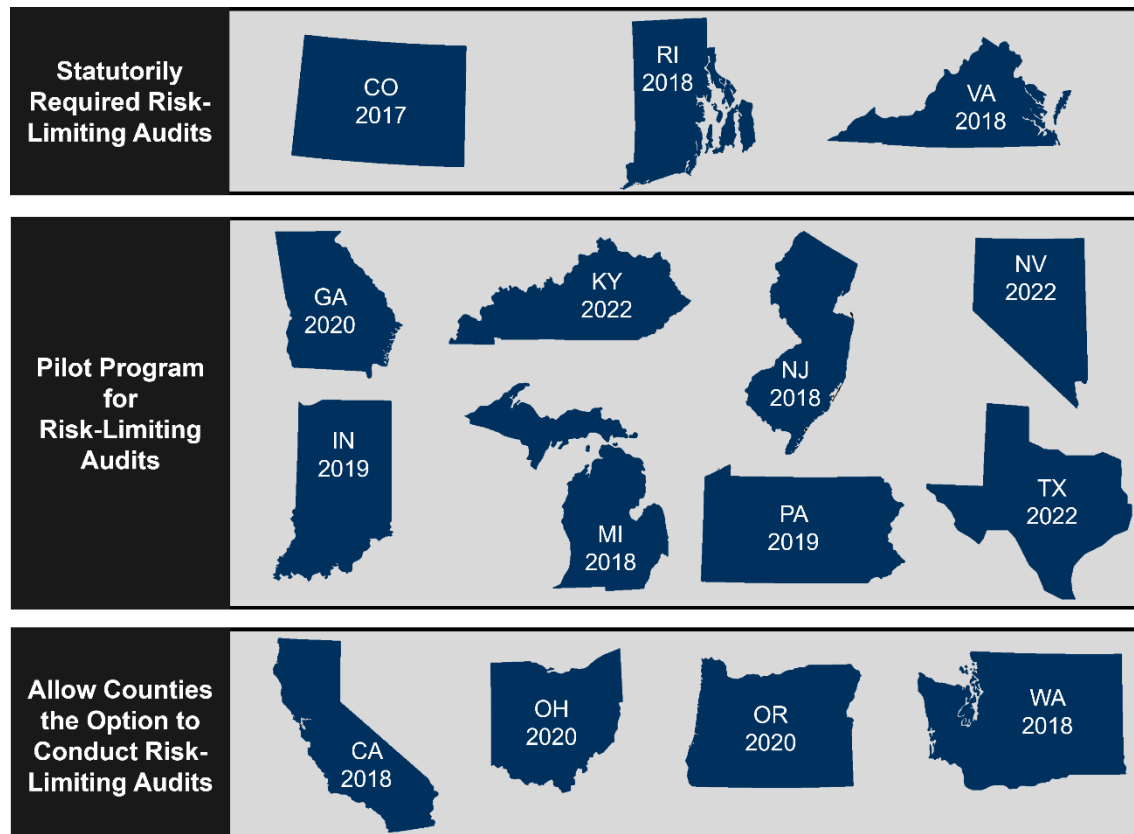 Statutorily
Required Risk-
Limiting Audits
CO
2017
RI
2018
VA
2018
Pilot Program
for
Risk-Limiting
Audits
GA
2020
KY
2022
NJ
2018
NV
2022
IN
2019
MI
2018
PA
2019
TX
2022
Allow Counties
the Option to
Conduct Risk-
Limiting Audits
CA
2018
OH
2020
OR
2020
WA
2018